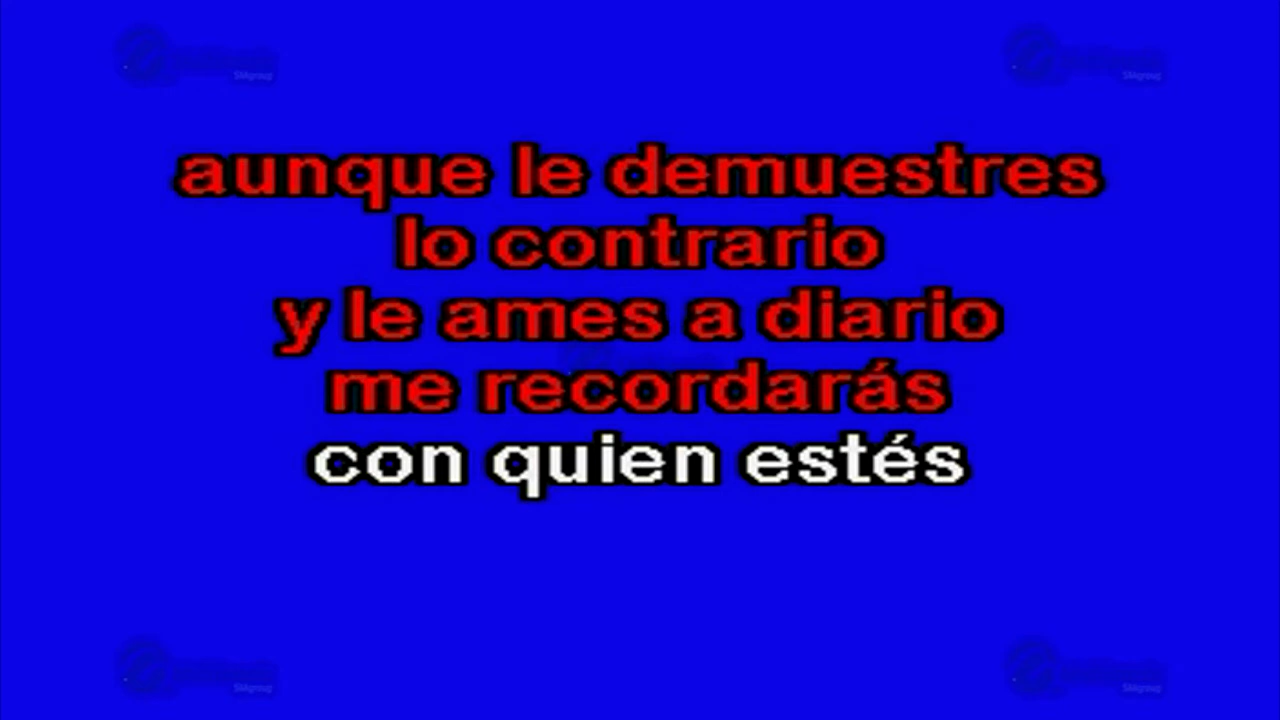 aunque le demuestres
lo contrario
y le ames a diario
me recordarás
con quien estés